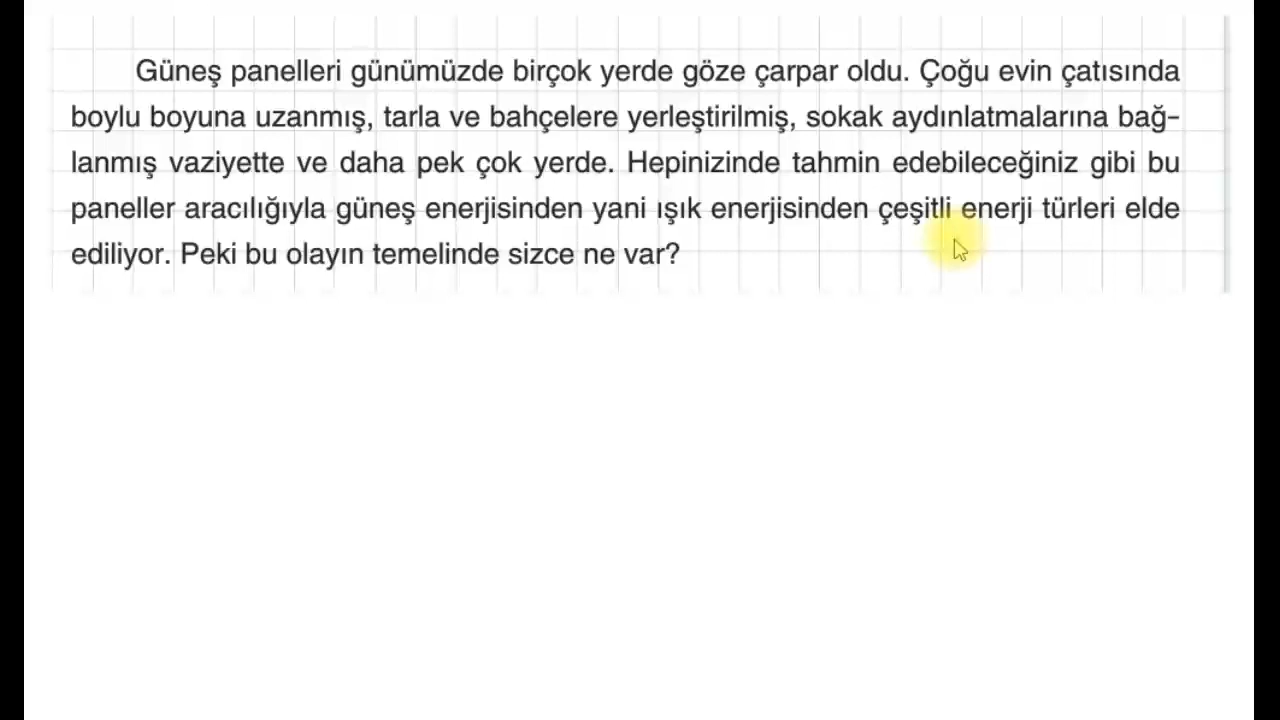 Güneş panelleri günümüzde birçok yerde göze çarpar oldu. Çoğu evin çatısında
boylu boyuna uzanmış, tarla ve bahçelere yerleştirilmiş, sokak aydınlatmalarına bağ-
lanmış vaziyette ve daha pek çok yerde. Hepinizinde tahmin edebileceğiniz gibi bu
paneller aracılığıyla güneş enerjisinden yani ışık enerjisinden çeşitli enerji türleri elde
ediliyor. Peki bu olayın temelinde sizce ne var?